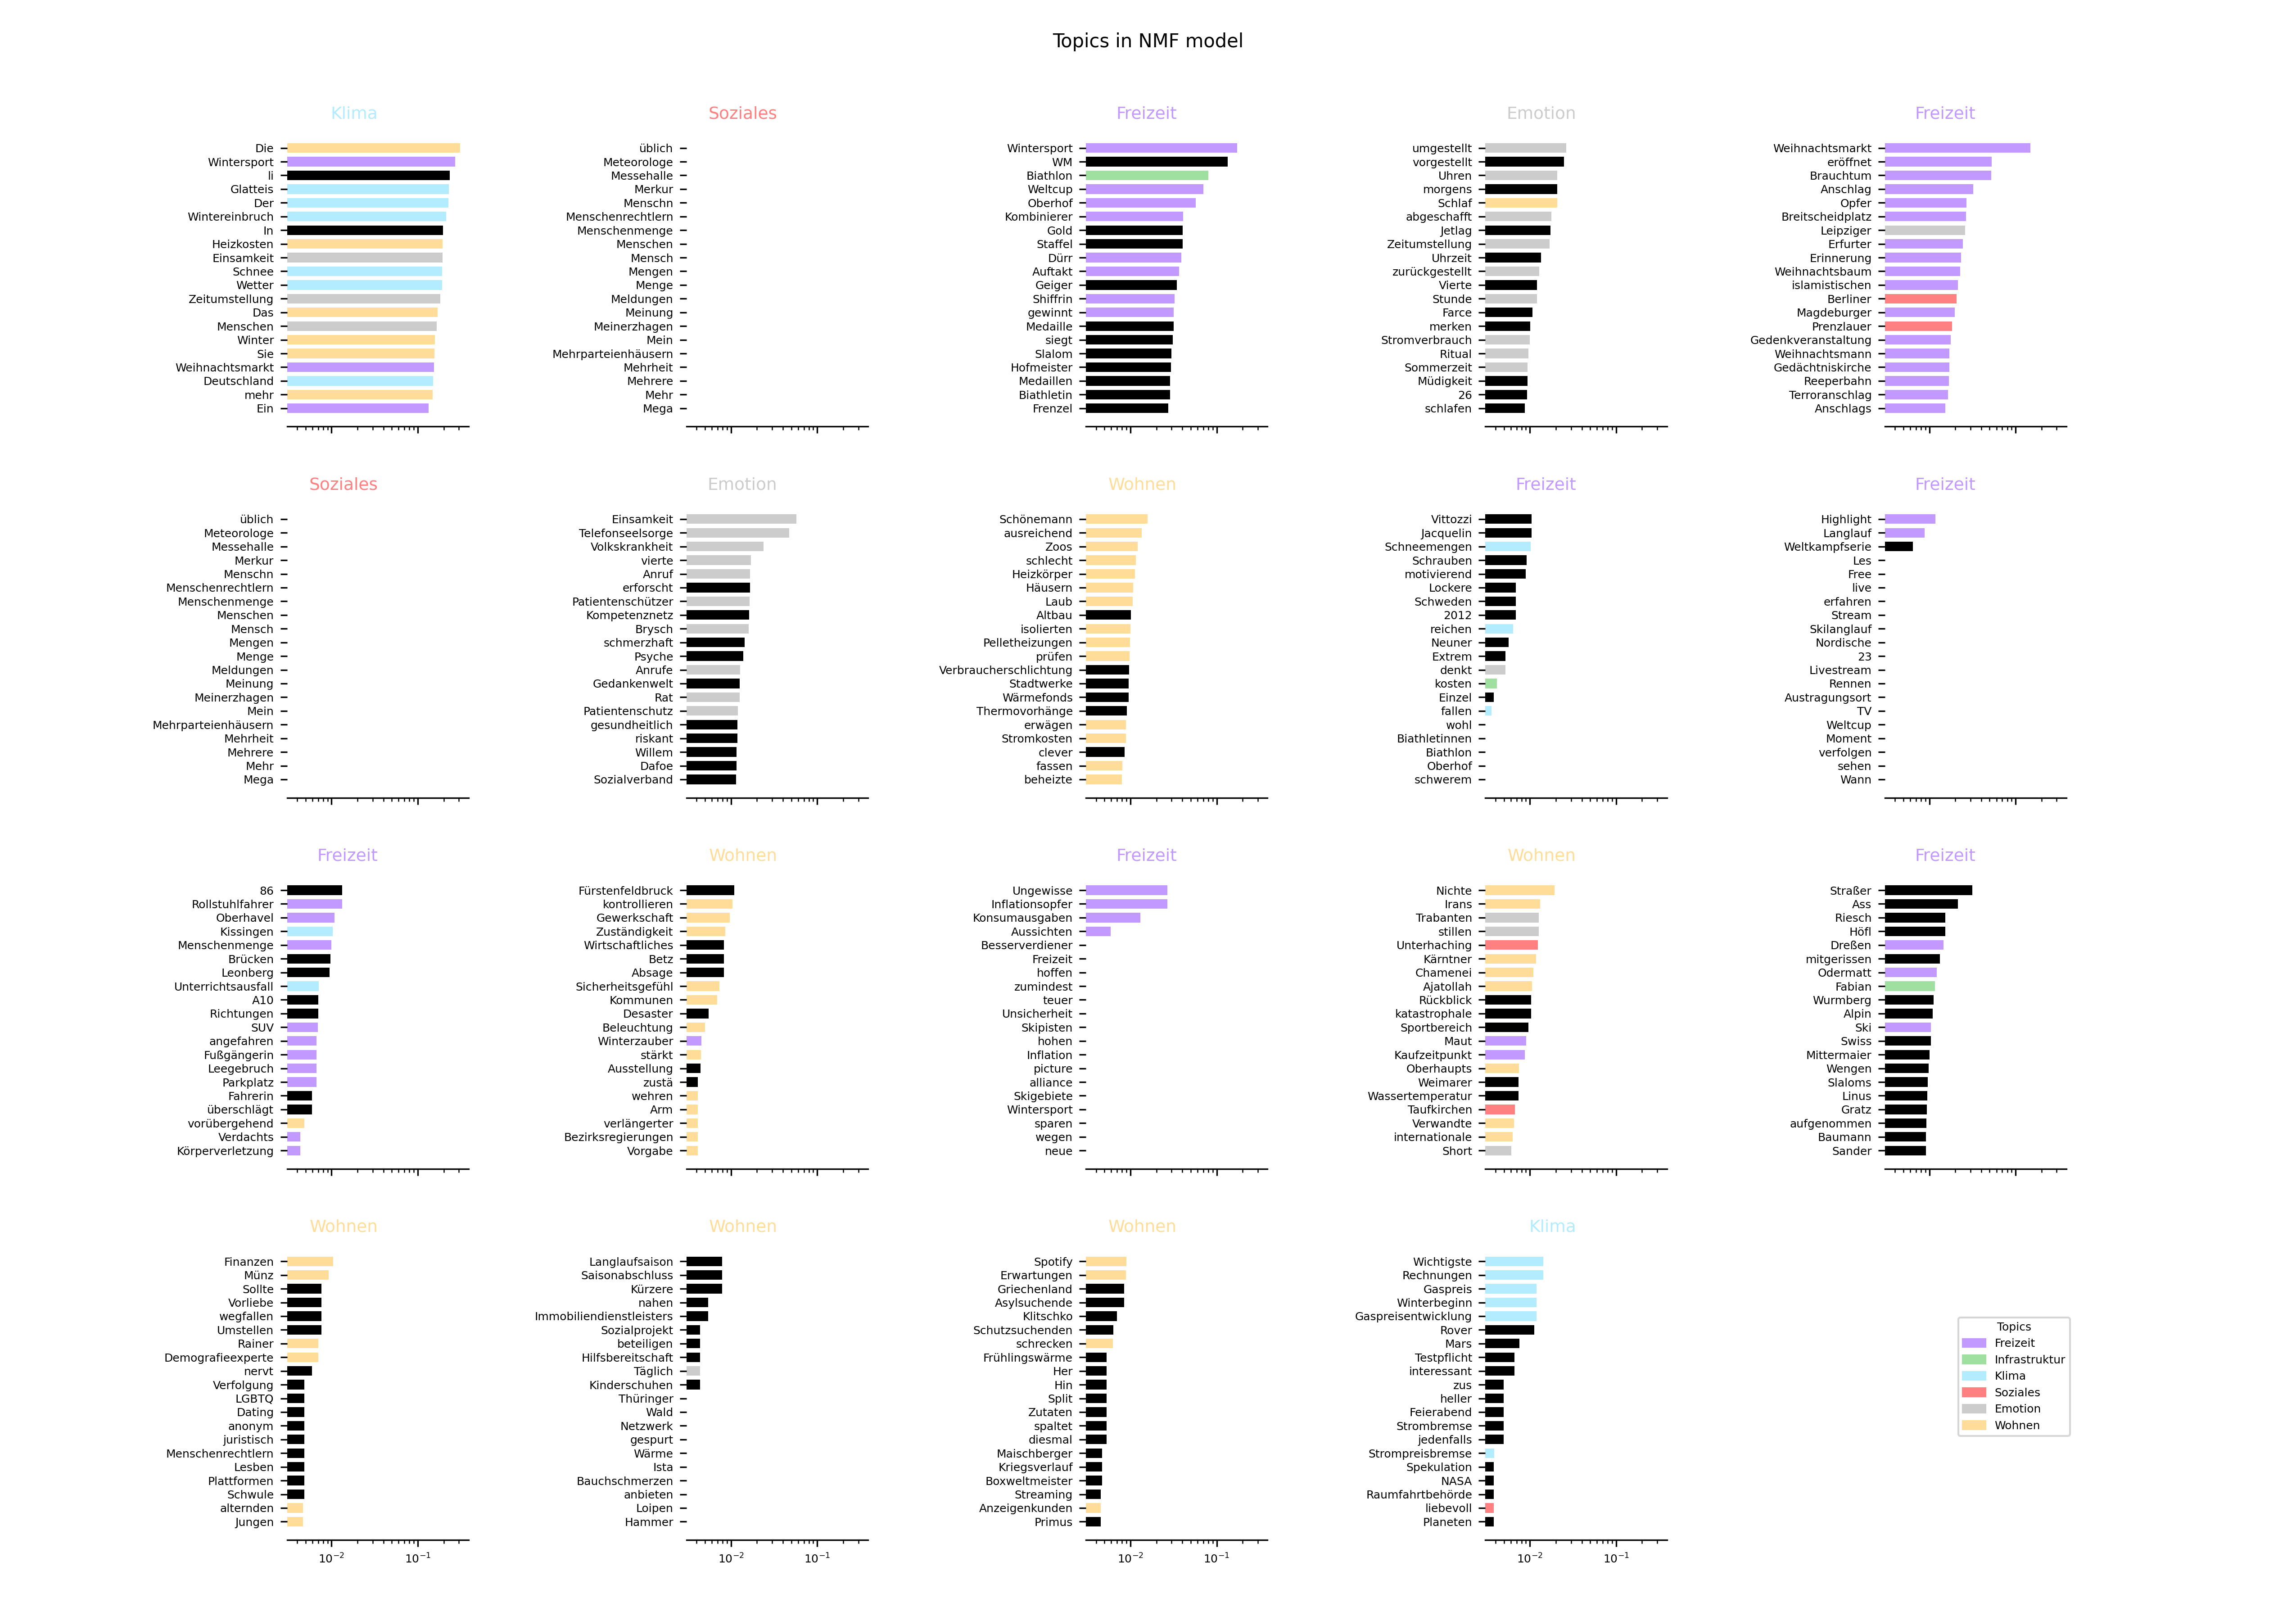 Topics in NMF model
Klima
Die
Wintersport
li
Glatteis
Der
Wintereinbruch
In
Heizkosten
Einsamkeit
Schnee
Wetter
Zeitumstellung
Das
Menschen
Winter
Sie
Weihnachtsmarkt
Deutschland
mehr
Ein
Soziales
üblich
Meteorologe
Messehalle
Merkur
Menschn
Menschenrechtlern
Menschenmenge
Menschen
Mensch
Mengen
Menge
Meldungen
Meinung
Meinerzhagen
Mein
Mehrparteienhäusern
Mehrheit
Mehrere
Mehr
Mega
Freizeit
Wintersport
WM
Biathlon
Weltcup
Oberhof
Kombinierer
Gold
Staffel
Dürr
Auftakt
Geiger
Shiffrin
gewinnt
Medaille
siegt
Slalom
Hofmeister
Medaillen
Biathletin
Frenzel
Emotion
umgestellt
vorgestellt
Uhren
morgens
Schlaf
abgeschafft
Jetlag
Zeitumstellung
Uhrzeit
zurückgestellt
Vierte
Stunde
Farce
merken
Stromverbrauch
Ritual
Sommerzeit
Müdigkeit
26
schlafen
Freizeit
Weihnachtsmarkt
eröffnet
Brauchtum
Anschlag
Opfer
Breitscheidplatz
Leipziger
Erfurter
Erinnerung
Weihnachtsbaum
islamistischen
Berliner
Magdeburger
Prenzlauer
Gedenkveranstaltung
Weihnachtsmann
Gedächtniskirche
Reeperbahn
Terroranschlag
Anschlags
Soziales
üblich
Meteorologe
Messehalle
Merkur
Menschn
Menschenrechtlern
Menschenmenge
Menschen
Mensch
Mengen
Menge
Meldungen
Meinung
Meinerzhagen
Mein
Mehrparteienhäusern
Mehrheit
Mehrere
Mehr
Mega
Emotion
Einsamkeit
Telefonseelsorge
Volkskrankheit
vierte
Anruf
erforscht
Patientenschützer
Kompetenznetz
Brysch
schmerzhaft
Psyche
Anrufe
Gedankenwelt
Rat
Patientenschutz
gesundheitlich
riskant
Willem
Dafoe
Sozialverband
Wohnen
Schönemann
ausreichend
Zoos
schlecht
Heizkörper
Häusern
Laub
Altbau
isolierten
Pelletheizungen
prüfen
Verbraucherschlichtung
Stadtwerke
Wärmefonds
Thermovorhänge
erwägen
Stromkosten
clever
fassen
beheizte
Freizeit
Vittozzi
Jacquelin
Schneemengen
Schrauben
motivierend
Lockere
Schweden
2012
reichen
Neuner
Extrem
denkt
kosten
Einzel
fallen
wohl
Biathletinnen
Biathlon
Oberhof
schwerem
Freizeit
Highlight
Langlauf
Weltkampfserie
Les
Free
live
erfahren
Stream
Skilanglauf
Nordische
23
Livestream
Rennen
Austragungsort
TV
Weltcup
Moment
verfolgen
sehen
Wann
Freizeit
86
Rollstuhlfahrer
Oberhavel
Kissingen
Menschenmenge
Brücken
Leonberg
Unterrichtsausfall
A10
Richtungen
SUV
angefahren
Fußgängerin
Leegebruch
Parkplatz
Fahrerin
überschlägt
vorübergehend
Verdachts
Körperverletzung
Wohnen
Fürstenfeldbruck
kontrollieren
Gewerkschaft
Zuständigkeit
Wirtschaftliches
Betz
Absage
Sicherheitsgefühl
Kommunen
Desaster
Beleuchtung
Winterzauber
stärkt
Ausstellung
zustä
wehren
Arm
verlängerter
Bezirksregierungen
Vorgabe
Freizeit
Ungewisse
Inflationsopfer
Konsumausgaben
Aussichten
Besserverdiener
Freizeit
hoffen
zumindest
teuer
Unsicherheit
Skipisten
hohen
Inflation
picture
alliance
Skigebiete
Wintersport
sparen
wegen
neue
Wohnen
Nichte
Irans
Trabanten
stillen
Unterhaching
Kärntner
Chamenei
Ajatollah
Rückblick
katastrophale
Sportbereich
Maut
Kaufzeitpunkt
Oberhaupts
Weimarer
Wassertemperatur
Taufkirchen
Verwandte
internationale
Short
Freizeit
Straßer
Ass
Riesch
Höfl
Dreßen
mitgerissen
Odermatt
Fabian
Wurmberg
Alpin
Ski
Swiss
Mittermaier
Wengen
Slaloms
Linus
Gratz
aufgenommen
Baumann
Sander
Wohnen
Finanzen
Münz
Sollte
Vorliebe
wegfallen
Umstellen
Rainer
Demografieexperte
nervt
Verfolgung
LGBTQ
Dating
anonym
juristisch
Menschenrechtlern
Lesben
Plattformen
Schwule
alternden
Jungen
10⁻² 10⁻¹
Wohnen
Langlaufsaison
Saisonabschluss
Kürzere
nahen
Immobiliendienstleisters
Sozialprojekt
beteiligen
Hilfsbereitschaft
Täglich
Kinderschuhen
Thüringer
Wald
Netzwerk
gespurt
Wärme
Ista
Bauchschmerzen
anbieten
Loipen
Hammer
10⁻² 10⁻¹
Wohnen
Spotify
Erwartungen
Griechenland
Asylsuchende
Klitschko
Schutzsuchenden
schrecken
Frühlingswärme
Her
Hin
Split
Zutaten
spaltet
diesmal
Maischberger
Kriegsverlauf
Boxweltmeister
Streaming
Anzeigenkunden
Primus
10⁻² 10⁻¹
Klima
Wichtigste
Rechnungen
Gaspreis
Winterbeginn
Gaspreisentwicklung
Rover
Mars
Testpflicht
interessant
zus
heller
Feierabend
Strombremse
jedenfalls
Strompreisbremse
Spekulation
NASA
Raumfahrtbehörde
liebevoll
Planeten
10⁻² 10⁻¹
Topics
Freizeit
Infrastruktur
Klima
Soziales
Emotion
Wohnen